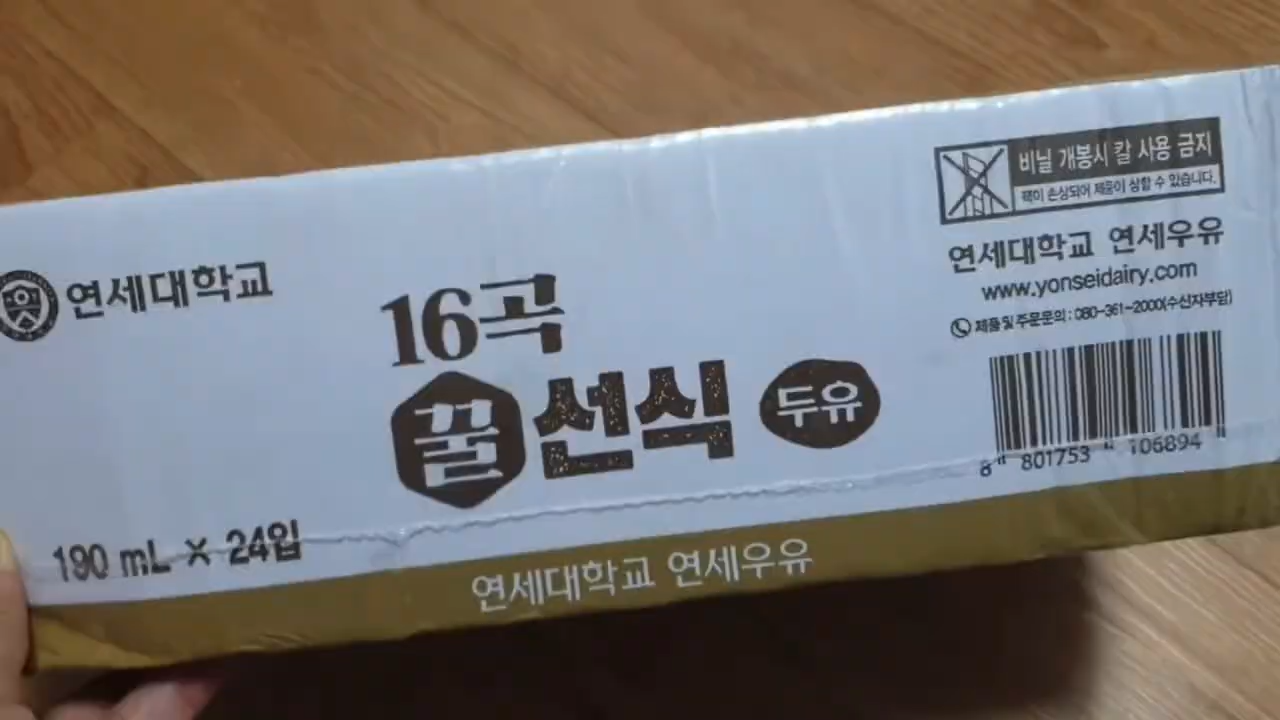 비닐 개봉시 칼 사용 금지
팩이 손상되어 제품이 상할 수 있습니다.
연세대학교 연세우유
www.yonseidairy.com
제품 및 주문문의 : 080-361-2000(수신자부담)
8 801753 106894
연세대학교
16곡
꿀 선식 두유
190 mL × 24입
연세대학교 연세우유